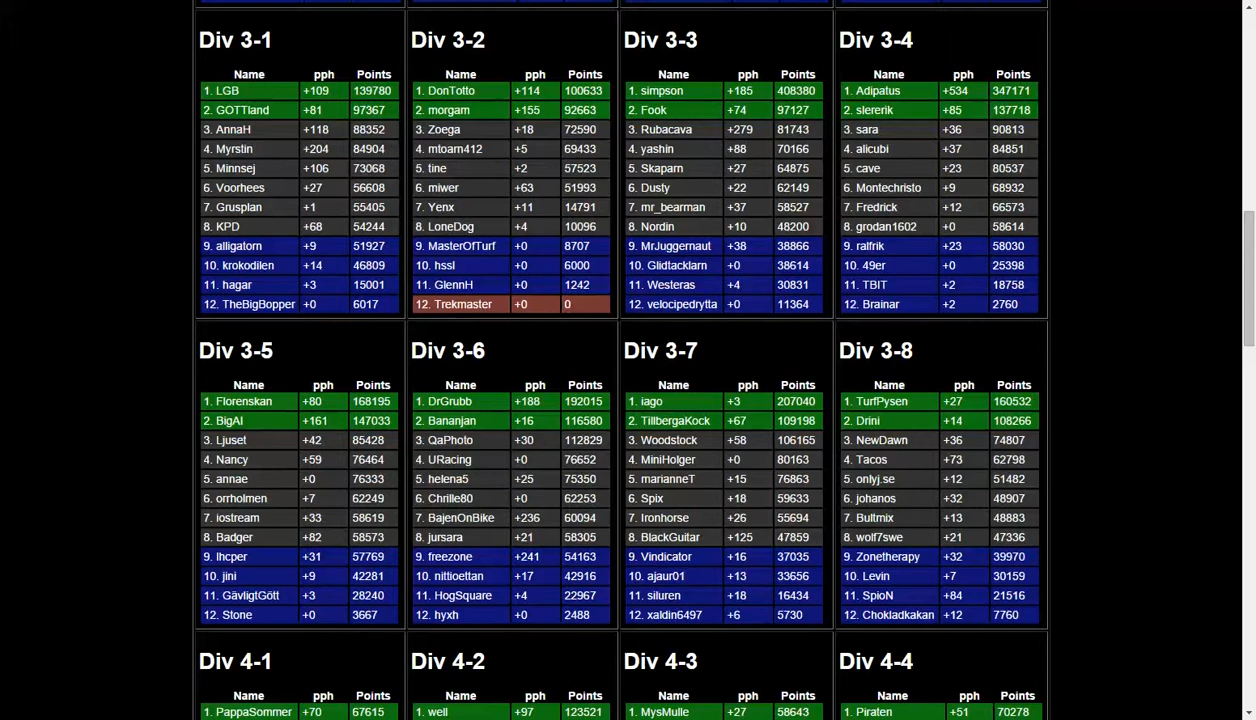 Div 3-1
Name pph Points
1. LGB +109 139780
2. GOTTland +81 97367
3. AnnaH +118 88352
4. Myrstin +204 84904
5. Minnsej +106 73068
6. Voorhees +27 56608
7. Grusplan +1 55405
8. KPD +68 54244
9. alligatorn +9 51927
10. krokodilen +14 46809
11. hagar +3 15001
12. TheBigBopper +0 6017
Div 3-2
Name pph Points
1. DonTotto +114 100633
2. morgam +155 92663
3. Zoega +18 72590
4. mtoarn412 +5 69433
5. tine +2 57523
6. miwer +63 51993
7. Yenx +11 14791
8. LoneDog +4 10096
9. MasterOfTurf +0 8707
10. hssl +0 6000
11. GlennH +0 1242
12. Trekmaster +0 0
Div 3-3
Name pph Points
1. simpson +185 408380
2. Fook +74 97127
3. Rubacava +279 81743
4. yashin +88 70166
5. Skaparn +27 64875
6. Dusty +22 62149
7. mr_bearman +37 58527
8. Nordin +10 48200
9. MrJuggernaut +38 38866
10. Glidtacklarn +0 38614
11. Westeras +4 30831
12. velocipedrytta +0 11364
Div 3-4
Name pph Points
1. Adipatus +534 347171
2. slererik +85 137718
3. sara +36 90813
4. alicubi +37 84851
5. cave +23 80537
6. Montechristo +9 68932
7. Fredrick +12 66573
8. grodan1602 +0 58614
9. ralfrik +23 58030
10. 49er +0 25398
11. TBIT +2 18758
12. Brainar +2 2760
Div 3-5
Name pph Points
1. Florenskan +80 168195
2. BigAl +161 147033
3. Ljuset +42 85428
4. Nancy +59 76464
5. annae +0 76333
6. orrholmen +7 62249
7. iostream +33 58619
8. Badger +82 58573
9. lhcper +31 57769
10. jini +9 42281
11. GävligtGött +3 28240
12. Stone +0 3667
Div 3-6
Name pph Points
1. DrGrubb +188 192015
2. Bananjan +16 116580
3. QaPhoto +30 112829
4. URacing +0 76652
5. helena5 +25 75350
6. Chrille80 +0 62253
7. BajenOnBike +236 60094
8. jursara +21 58305
9. freezone +241 54163
10. nittioettan +17 42916
11. HogSquare +4 22967
12. hyxh +0 2488
Div 3-7
Name pph Points
1. iago +3 207040
2. TillbergaKock +67 109198
3. Woodstock +58 106165
4. MiniHolger +0 80163
5. marianneT +15 76863
6. Spix +18 59633
7. Ironhorse +26 55694
8. BlackGuitar +125 47859
9. Vindicator +16 37035
10. ajaur01 +13 33656
11. siluren +18 16434
12. xaldin6497 +6 5730
Div 3-8
Name pph Points
1. TurfPysen +27 160532
2. Drini +14 108266
3. NewDawn +36 74807
4. Tacos +73 62798
5. onlyj.se +12 51482
6. johanos +32 48907
7. Bultmix +13 48883
8. wolf7swe +21 47336
9. Zonetherapy +32 39970
10. Levin +7 30159
11. SpioN +84 21516
12. Chokladkakan +12 7760
Div 4-1
Name pph Points
1. PappaSommer +70 67615
Div 4-2
Name pph Points
1. well +97 123521
Div 4-3
Name pph Points
1. MysMulle +27 58643
Div 4-4
Name pph Points
1. Piraten +51 70278